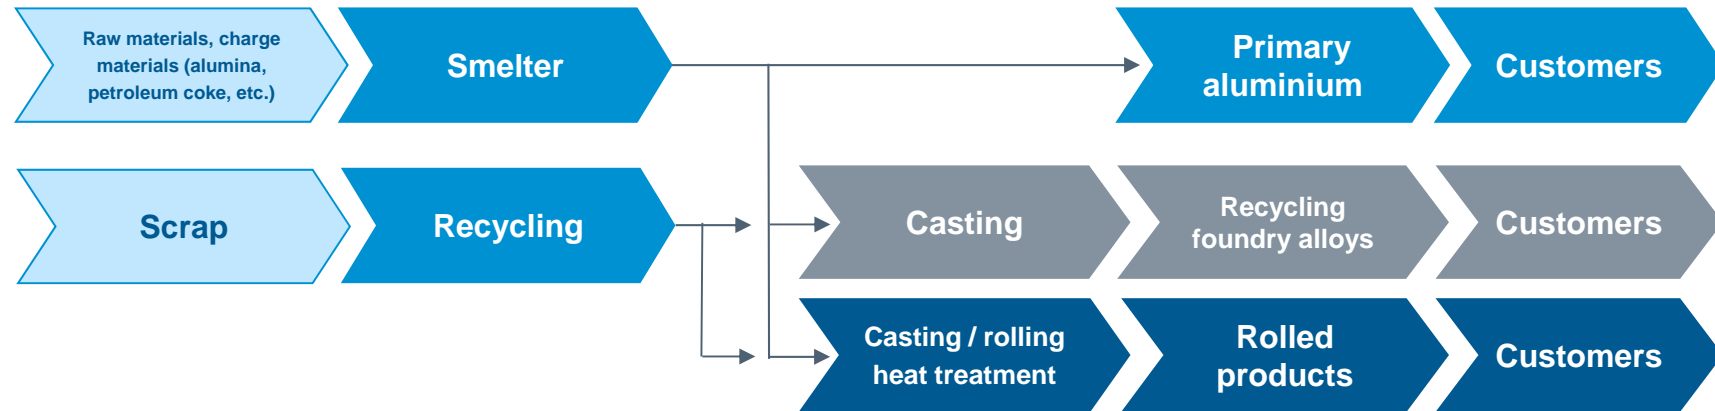 Raw materials, charge
materials (alumina,
petroleum coke, etc.)
Smelter
Primary
aluminium
Customers
Scrap
Recycling
Casting
Recycling
foundry alloys
Customers
Casting / rolling
heat treatment
Rolled
products
Customers